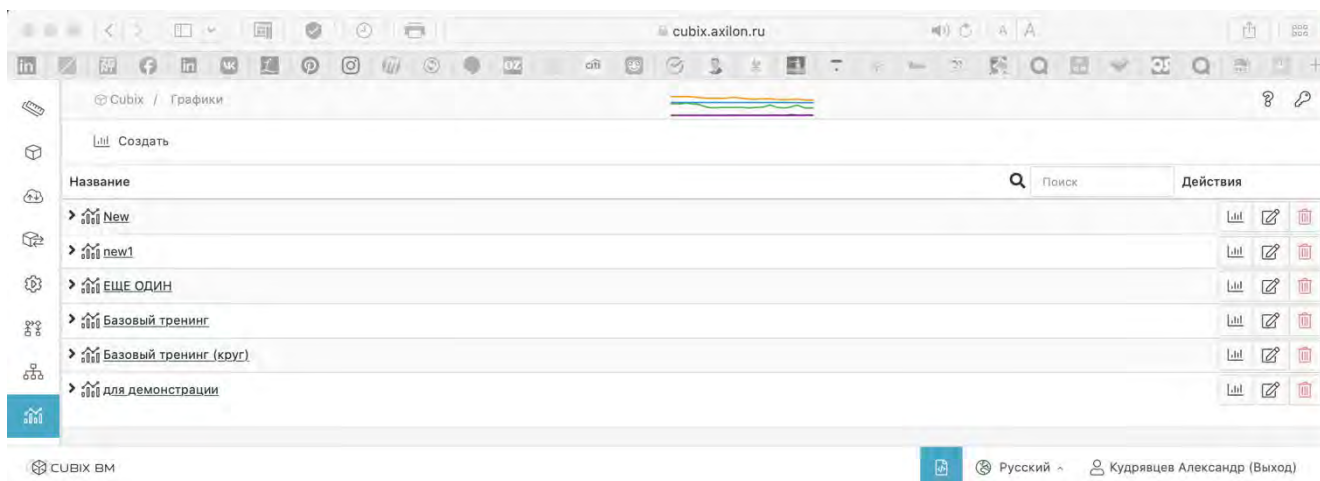 cubix.axilon.ru
A A
Cubix / Графики
Создать
Название Поиск Действия
New
new1
ЕЩЕ ОДИН
Базовый тренинг
Базовый тренинг (круг)
для демонстрации
CUBIX BM Русский Кудрявцев Александр (Выход)